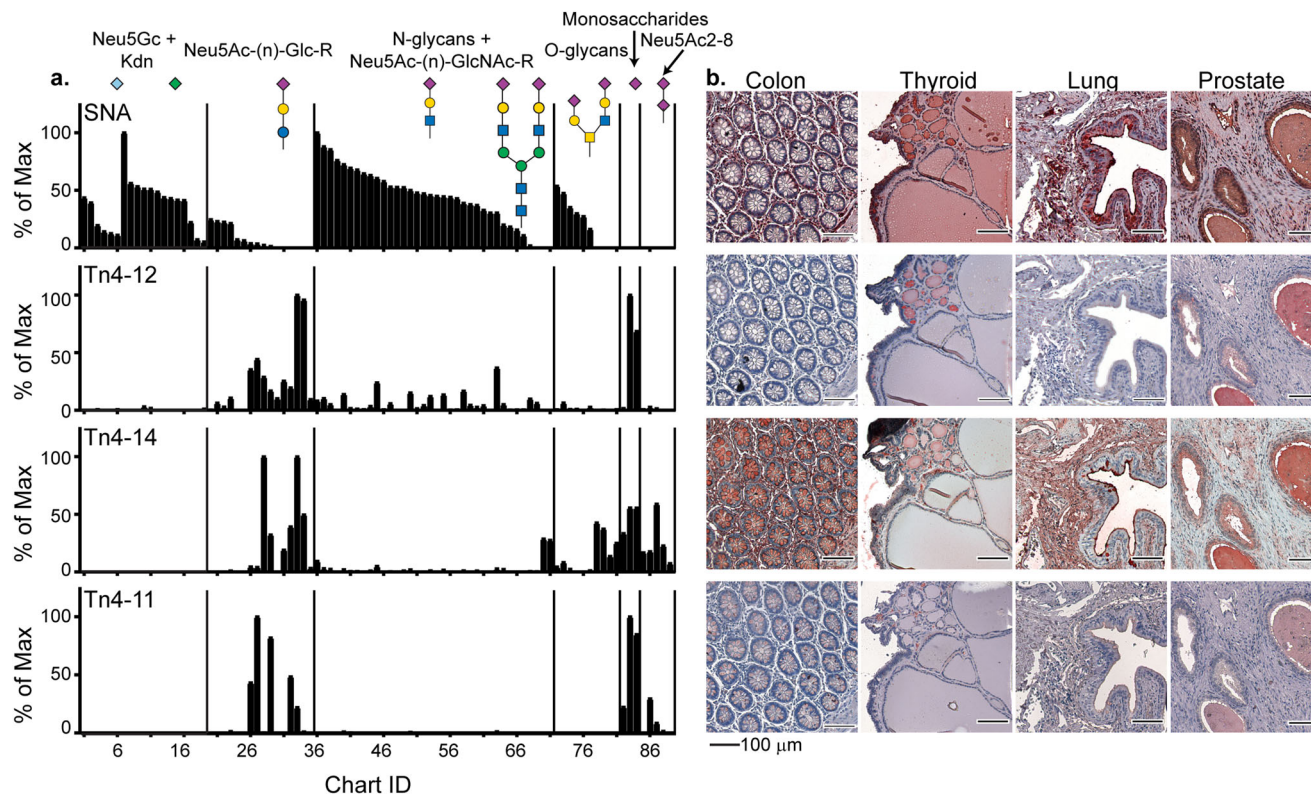 Monosaccharides
Neu5Gc +
Kdn
Neu5Ac-(n)-Glc-R
N-glycans +
Neu5Ac-(n)-GlcNAc-R
O-glycans
Neu5Ac2-8
a.
b.
Colon
Thyroid
Lung
Prostate
SNA
% of Max
100
50
0
Tn4-12
% of Max
100
50
0
Tn4-14
% of Max
100
50
0
Tn4-11
% of Max
100
50
0
6 16 26 36 46 56 66 76 86
Chart ID
100 μm